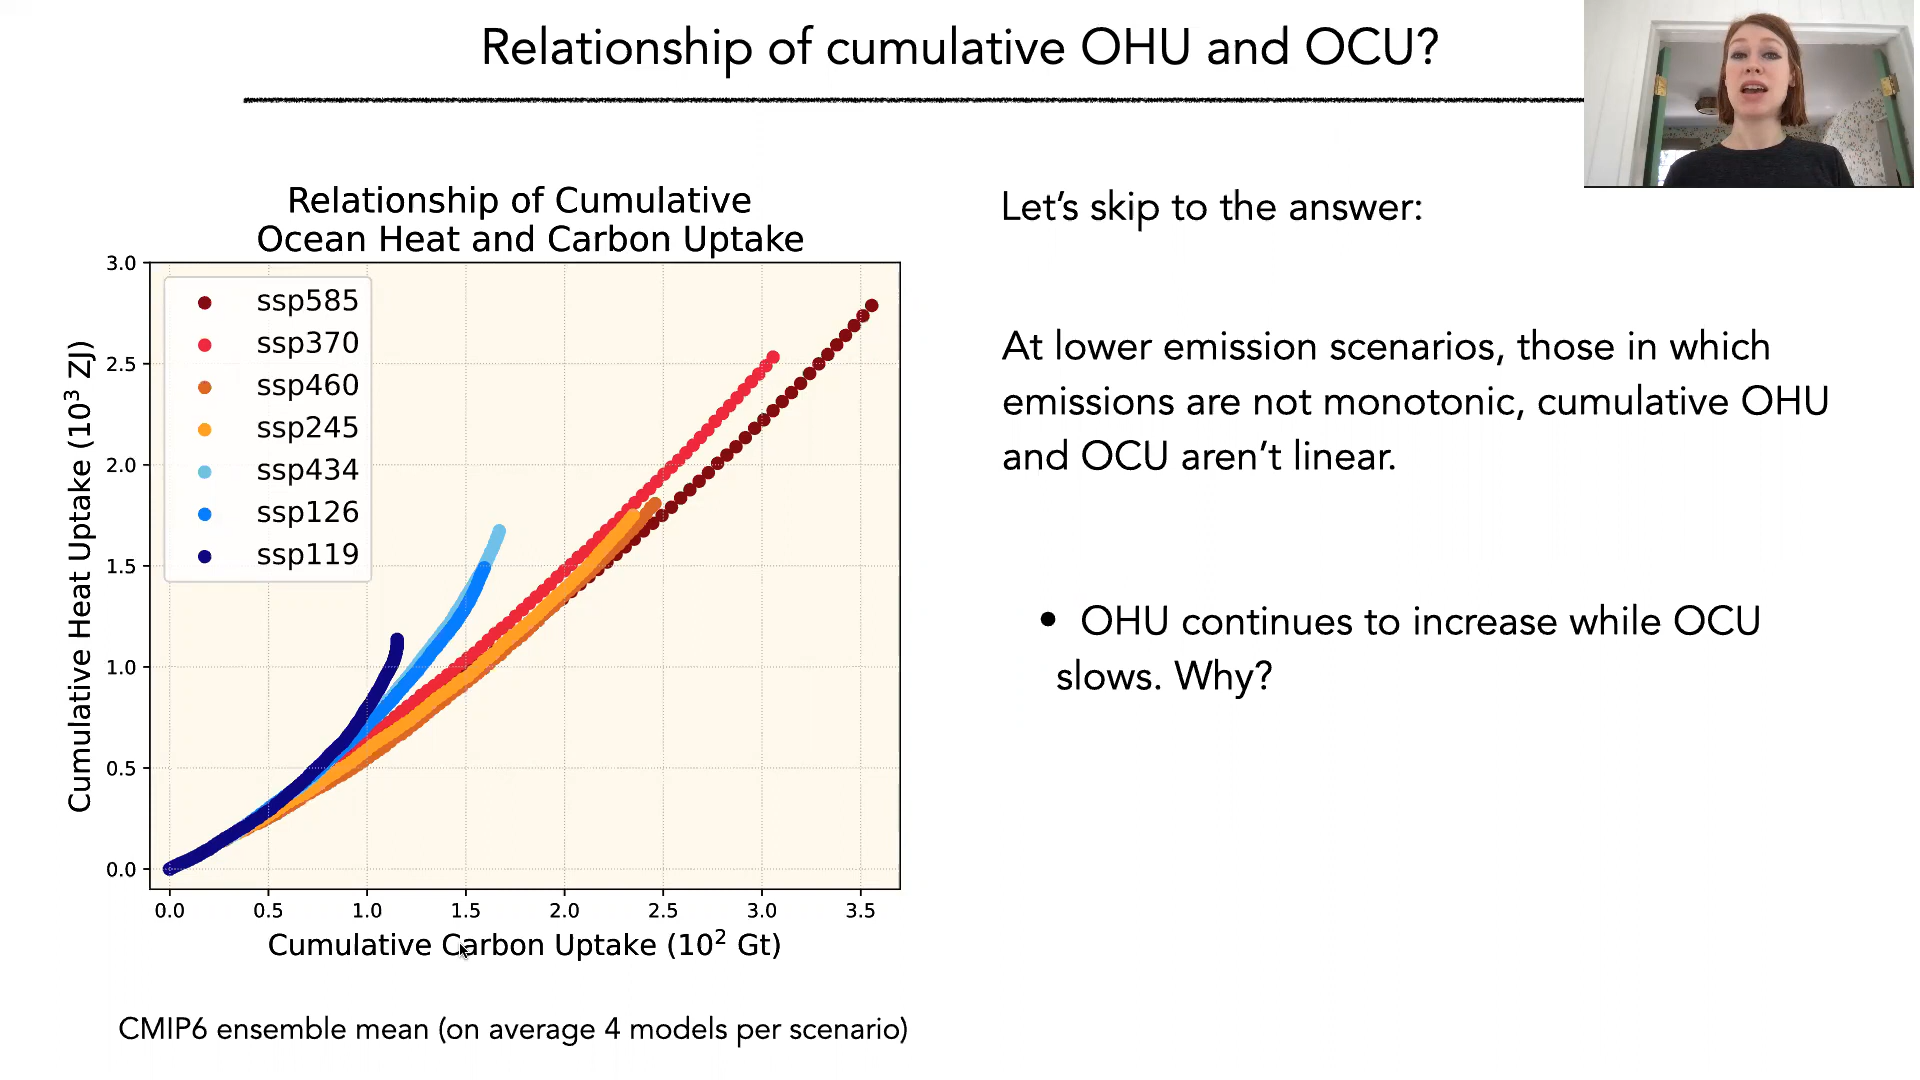 Relationship of cumulative OHU and OCU?
Relationship of Cumulative
Ocean Heat and Carbon Uptake
3.0
2.5
2.0
1.5
1.0
0.5
0.0
Cumulative Heat Uptake (10³ ZJ)
ssp585
ssp370
ssp460
ssp245
ssp434
ssp126
ssp119
0.0 0.5 1.0 1.5 2.0 2.5 3.0 3.5
Cumulative Carbon Uptake (10² Gt)
CMIP6 ensemble mean (on average 4 models per scenario)
Let’s skip to the answer:
At lower emission scenarios, those in which
emissions are not monotonic, cumulative OHU
and OCU aren’t linear.
• OHU continues to increase while OCU
slows. Why?